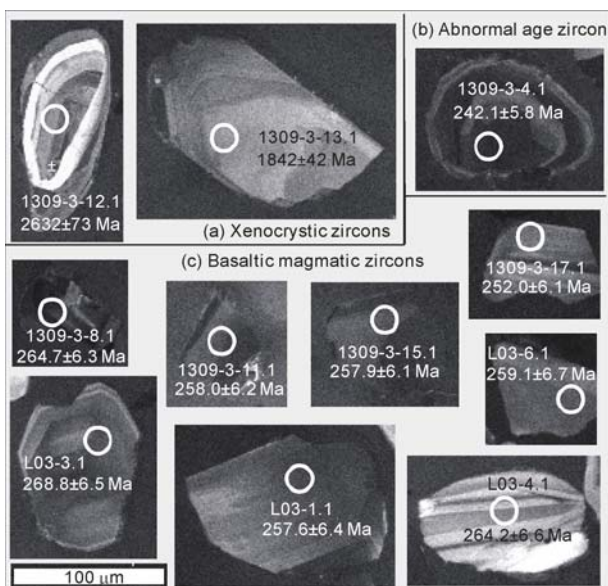 (b) Abnormal age zircon
1309-3-4.1
242.1±5.8 Ma
1309-3-13.1
1842±42 Ma
±
1309-3-12.1
2632±73 Ma
(a) Xenocrystic zircons
(c) Basaltic magmatic zircons
1309-3-17.1
252.0±6.1 Ma
1309-3-8.1
264.7±6.3 Ma
1309-3-11.1
258.0±6.2 Ma
1309-3-15.1
257.9±6.1 Ma
L03-6.1
259.1±6.7 Ma
L03-3.1
268.8±6.5 Ma
L03-1.1
257.6±6.4 Ma
L03-4.1
264.2±6.6 Ma
100 μm